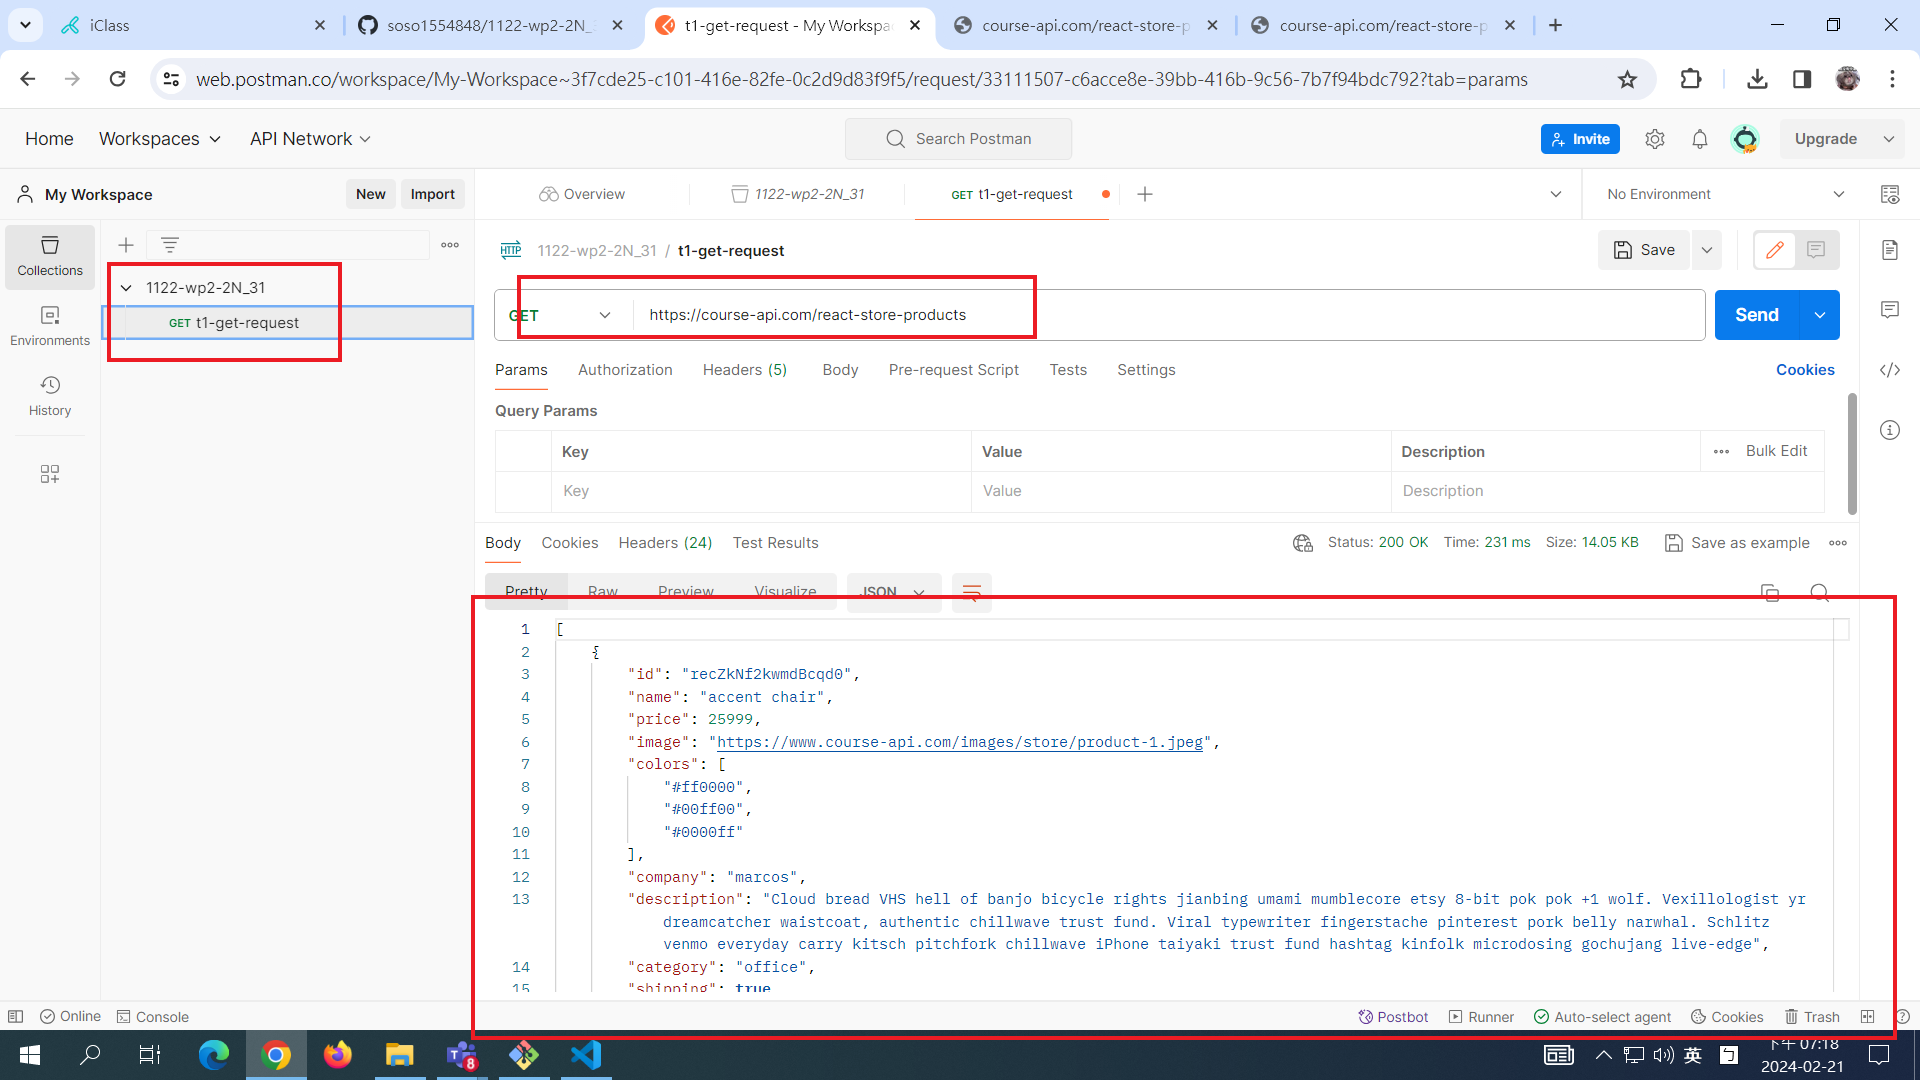 iClass
soso1554848/1122-wp2-2N_3
t1-get-request - My Workspa
course-api.com/react-store-p
course-api.com/react-store-p
web.postman.co/workspace/My-Workspace~3f7cde25-c101-416e-82fe-0c2d9d83f9f5/request/33111507-c6acce8e-39bb-416b-9c56-7b7f94bdc792?tab=params
Home Workspaces API Network Search Postman Invite Upgrade
My Workspace New Import Overview 1122-wp2-2N_31 GET t1-get-request No Environment
Collections
Environments
History
1122-wp2-2N_31
GET t1-get-request
HTTP 1122-wp2-2N_31 / t1-get-request Save
GET https://course-api.com/react-store-products Send
Params Authorization Headers (5) Body Pre-request Script Tests Settings Cookies
Query Params
Key Value Description Bulk Edit
Key Value Description
Body Cookies Headers (24) Test Results Status: 200 OK Time: 231 ms Size: 14.05 KB Save as example
Pretty Raw Preview Visualize JSON
1 [
2 {
3 "id": "recZkNf2kwmdBcqd0",
4 "name": "accent chair",
5 "price": 25999,
6 "image": "https://www.course-api.com/images/store/product-1.jpeg",
7 "colors": [
8 "#ff0000",
9 "#00ff00",
10 "#0000ff"
11 ],
12 "company": "marcos",
13 "description": "Cloud bread VHS hell of banjo bicycle rights jianbing umami mumblecore etsy 8-bit pok pok +1 wolf. Vexillologist yr
dreamcatcher waistcoat, authentic chillwave trust fund. Viral typewriter fingerstache pinterest pork belly narwhal. Schlitz
venmo everyday carry kitsch pitchfork chillwave iPhone taiyaki trust fund hashtag kinfolk microdosing gochujang live-edge",
14 "category": "office",
15 "shipping": true
Online Console Postbot Runner Auto-select agent Cookies Trash
8
英
下午 07:18
2024-02-21